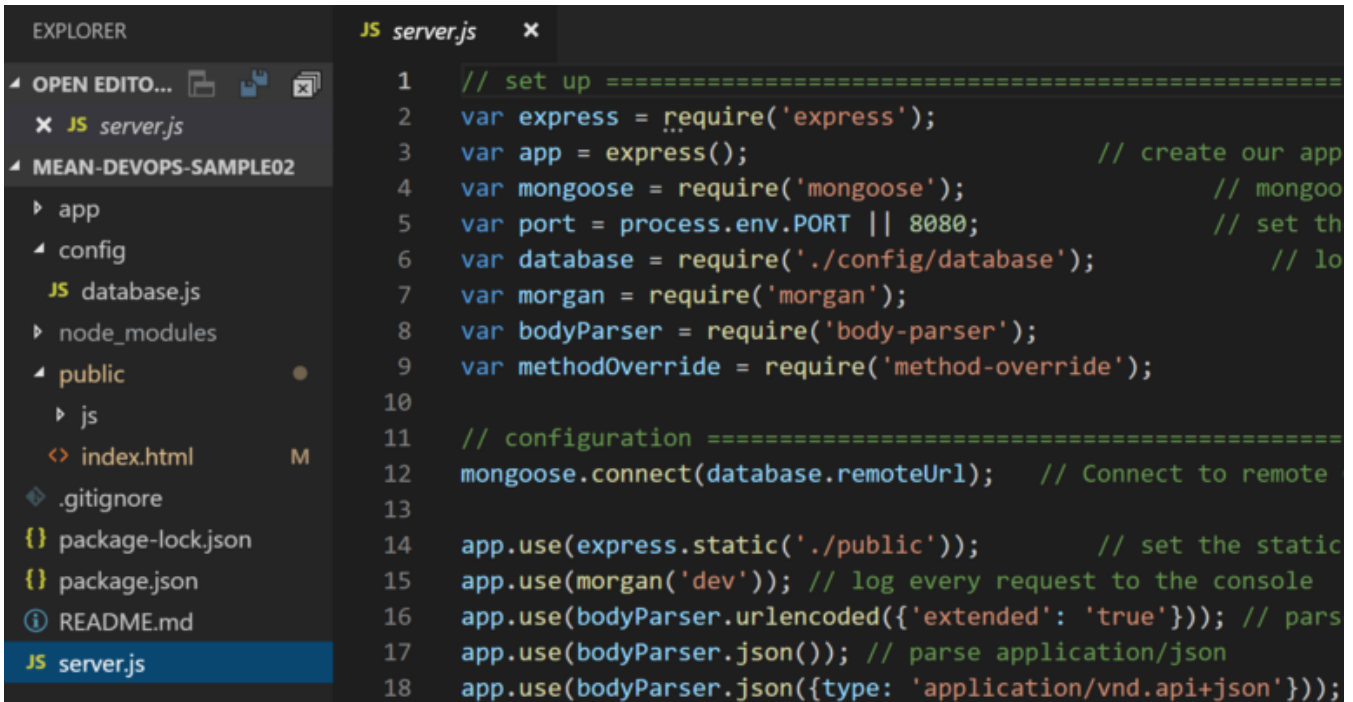 EXPLORER
OPEN EDITO...
JS server.js
MEAN-DEVOPS-SAMPLE02
app
config
JS database.js
node_modules
public
js
<> index.html M
.gitignore
{} package-lock.json
{} package.json
README.md
JS server.js
JS server.js ×
1 // set up ===================================================
2 var express = require('express');
3 var app = express(); // create our app
4 var mongoose = require('mongoose'); // mongoo
5 var port = process.env.PORT || 8080; // set th
6 var database = require('./config/database'); // lo
7 var morgan = require('morgan');
8 var bodyParser = require('body-parser');
9 var methodOverride = require('method-override');
10
11 // configuration ============================================
12 mongoose.connect(database.remoteUrl); // Connect to remote
13
14 app.use(express.static('./public')); // set the static
15 app.use(morgan('dev')); // log every request to the console
16 app.use(bodyParser.urlencoded({'extended': 'true'})); // pars
17 app.use(bodyParser.json()); // parse application/json
18 app.use(bodyParser.json({type: 'application/vnd.api+json'}));